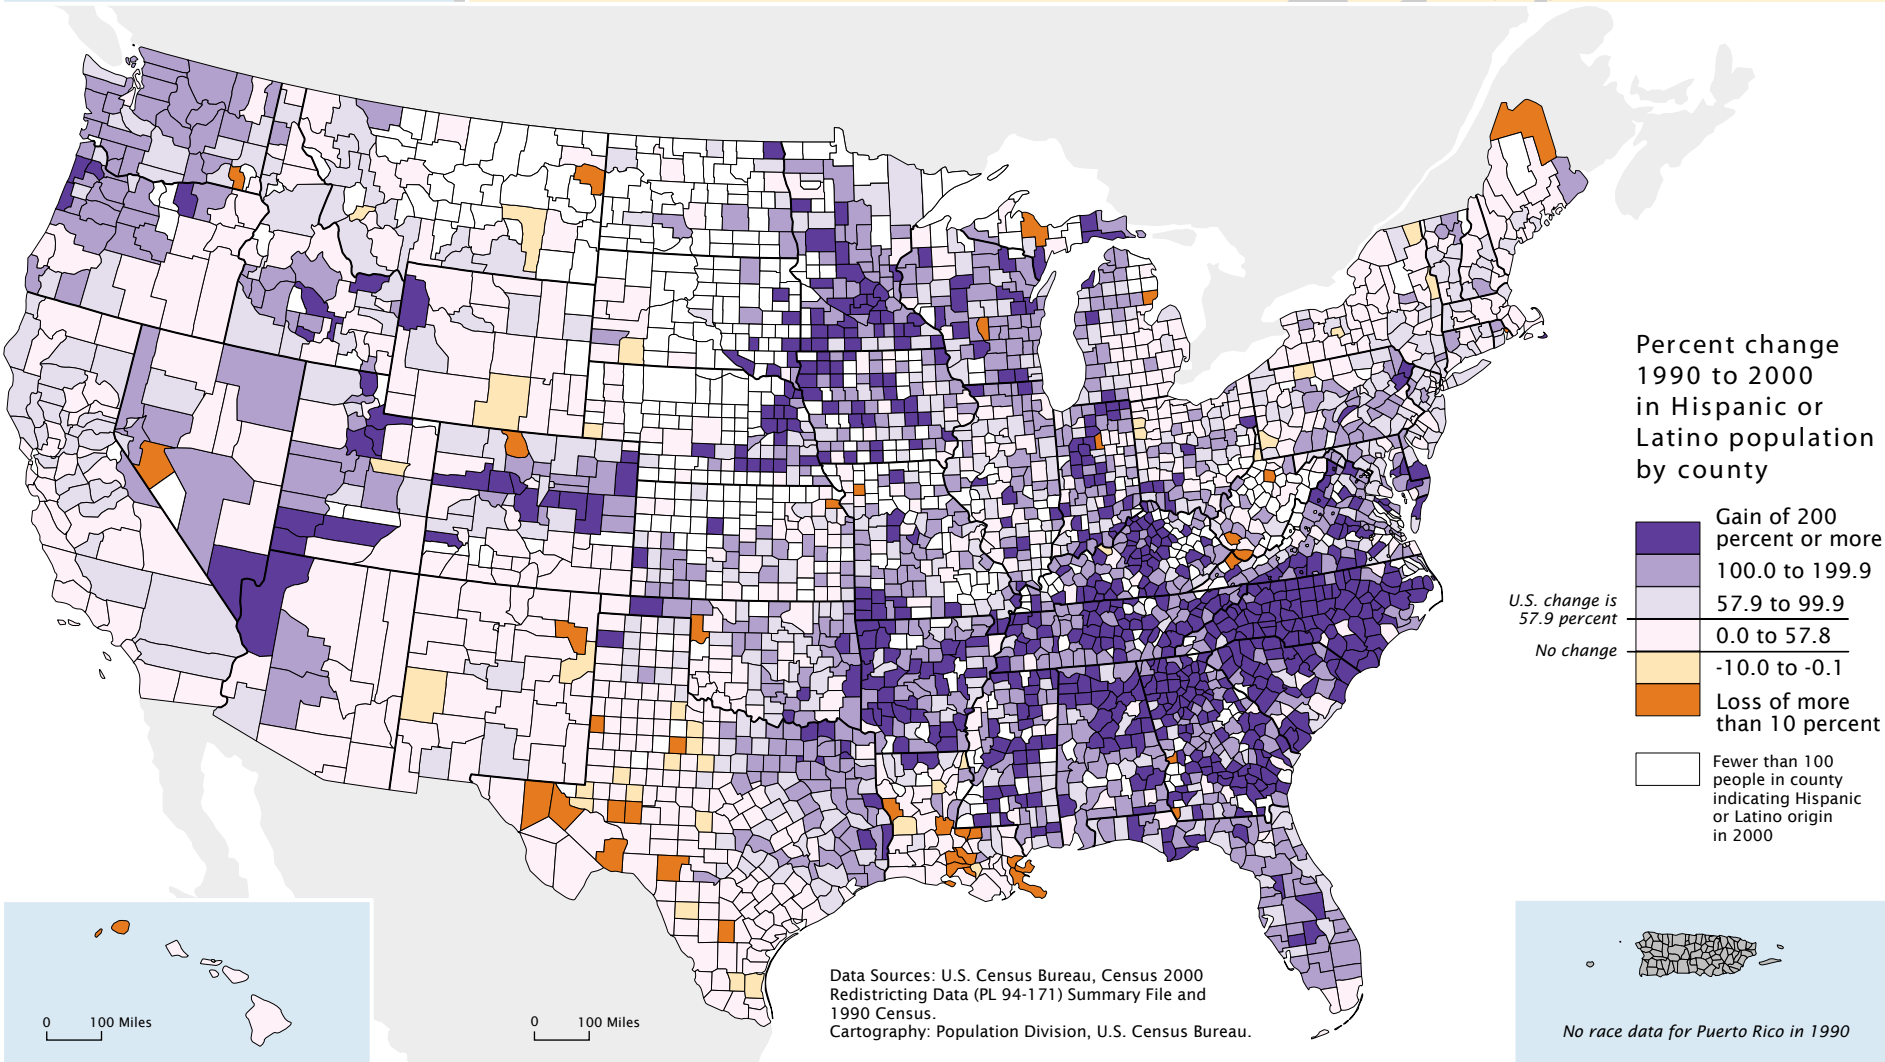 Percent change
1990 to 2000
in Hispanic or
Latino population
by county
Gain of 200
percent or more
100.0 to 199.9
57.9 to 99.9
U.S. change is
57.9 percent
0.0 to 57.8
No change
-10.0 to -0.1
Loss of more
than 10 percent
Fewer than 100
people in county
indicating Hispanic
or Latino origin
in 2000
Data Sources: U.S. Census Bureau, Census 2000
Redistricting Data (PL 94-171) Summary File and
1990 Census.
Cartography: Population Division, U.S. Census Bureau.
0 100 Miles
0 100 Miles
No race data for Puerto Rico in 1990